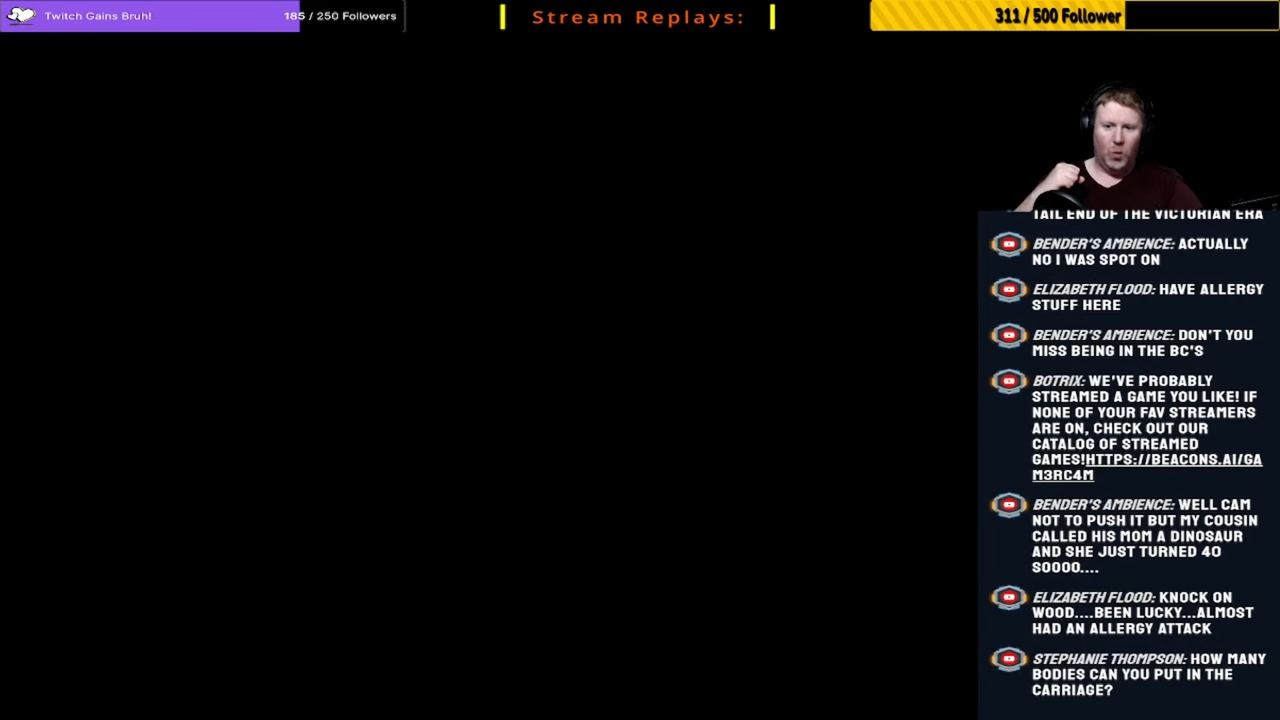 Twitch Gains Bruh!
185 / 250 Followers
Stream Replays:
311 / 500 Follower
TAIL END OF THE VICTORIAN ERA
BENDER'S AMBIENCE: ACTUALLY
NO I WAS SPOT ON
ELIZABETH FLOOD: HAVE ALLERGY
STUFF HERE
BENDER'S AMBIENCE: DON'T YOU
MISS BEING IN THE BC'S
BOTRIX: WE'VE PROBABLY
STREAMED A GAME YOU LIKE! IF
NONE OF YOUR FAV STREAMERS
ARE ON, CHECK OUT OUR
CATALOG OF STREAMED
GAMES!HTTPS://BEACONS.AI/GA
M3RC4M
BENDER'S AMBIENCE: WELL CAM
NOT TO PUSH IT BUT MY COUSIN
CALLED HIS MOM A DINOSAUR
AND SHE JUST TURNED 40
SOOOO....
ELIZABETH FLOOD: KNOCK ON
WOOD....BEEN LUCKY...ALMOST
HAD AN ALLERGY ATTACK
STEPHANIE THOMPSON: HOW MANY
BODIES CAN YOU PUT IN THE
CARRIAGE?